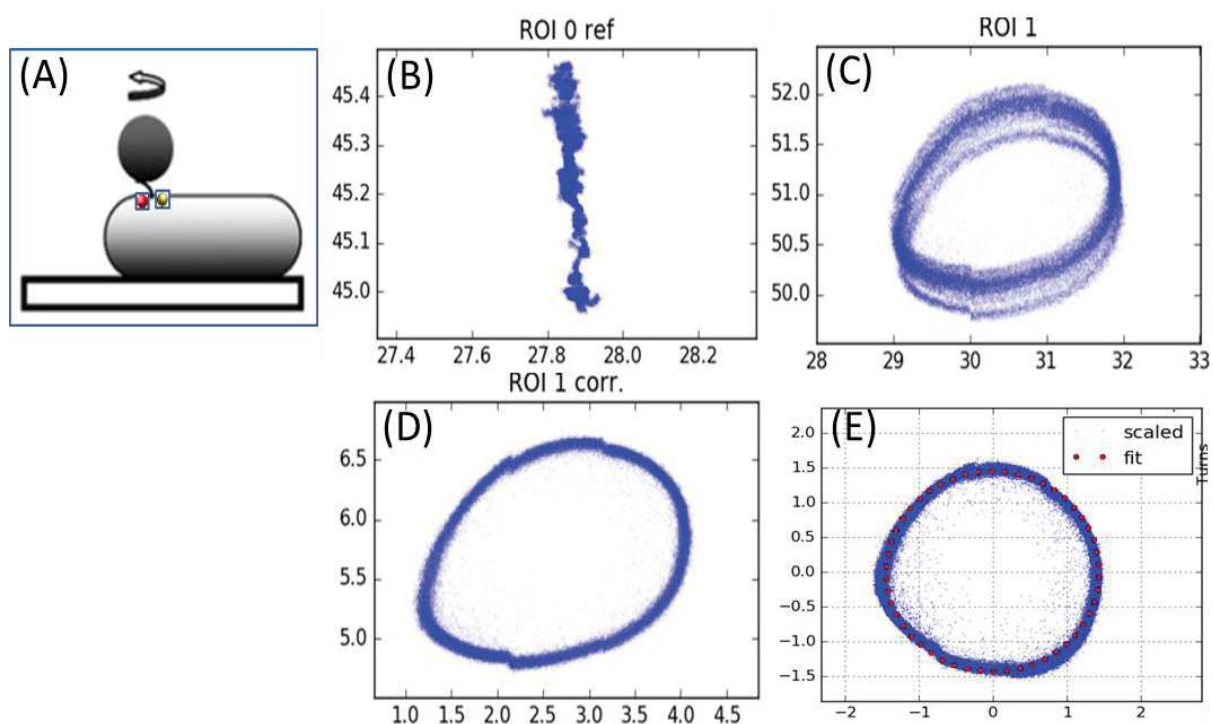 (A)
ROI 0 ref
(B)
45.4
45.3
45.2
45.1
45.0
27.4 27.6 27.8 28.0 28.2
ROI 1
(C)
52.0
51.5
51.0
50.5
50.0
28 29 30 31 32 33
ROI 1 corr.
(D)
6.5
6.0
5.5
5.0
1.0 1.5 2.0 2.5 3.0 3.5 4.0 4.5
(E)
scaled
fit
Turns
2.0
1.5
1.0
0.5
0.0
−0.5
−1.0
−1.5
−2 −1 0 1 2